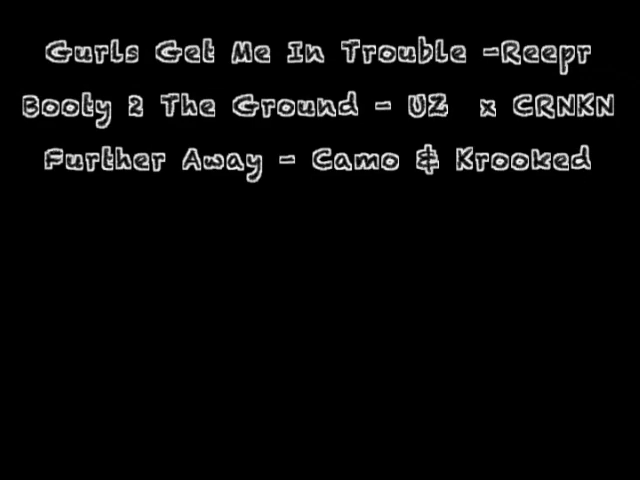 Gurls Get Me In Trouble -Reepr
Booty 2 The Ground - UZ x CRNKN
Further Away - Camo & Krooked